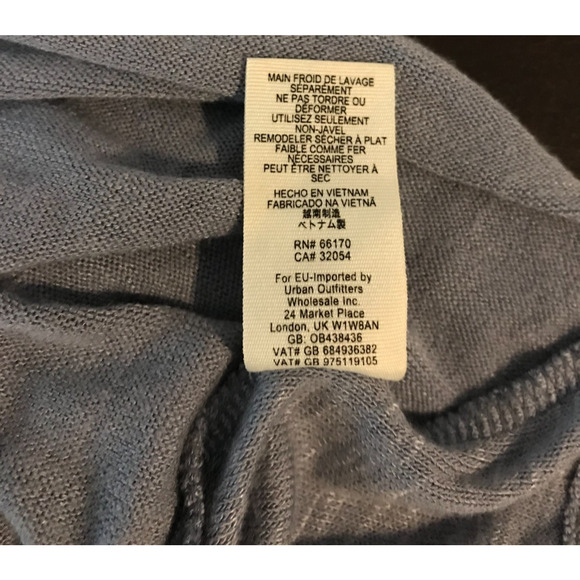 MAIN FROID DE LAVAGE
SÉPARÉMENT
NE PAS TORDRE OU
DÉFORMER
UTILISEZ SEULEMENT
NON-JAVEL
REMODELER SÈCHER À PLAT
FAIBLE COMME FER
NÉCESSAIRES
PEUT ÊTRE NETTOYER À
SEC
HECHO EN VIETNAM
FABRICADO NA VIETNÃ
越南制造
ベトナム製
RN# 66170
CA# 32054
For EU-Imported by
Urban Outfitters
Wholesale Inc.
24 Market Place
London, UK W1W8AN
GB: OB438436
VAT# GB 684936382
VAT# GB 975119105